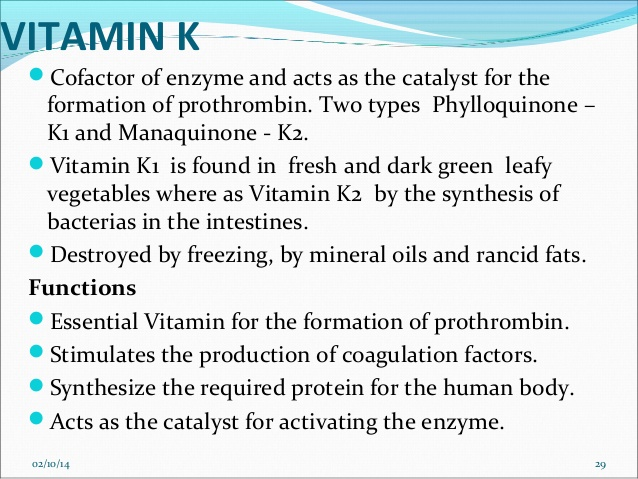 VITAMIN K
Cofactor of enzyme and acts as the catalyst for the
formation of prothrombin. Two types Phylloquinone –
K1 and Manaquinone - K2.
Vitamin K1 is found in fresh and dark green leafy
vegetables where as Vitamin K2 by the synthesis of
bacterias in the intestines.
Destroyed by freezing, by mineral oils and rancid fats.
Functions
Essential Vitamin for the formation of prothrombin.
Stimulates the production of coagulation factors.
Synthesize the required protein for the human body.
Acts as the catalyst for activating the enzyme.
02/10/14 29